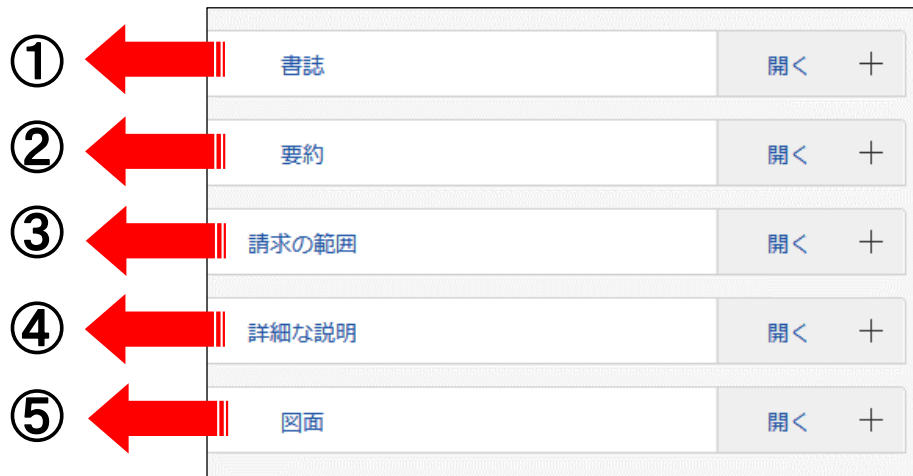 ① 書誌 開く +
② 要約 開く +
③ 請求の範囲 開く +
④ 詳細な説明 開く +
⑤ 図面 開く +